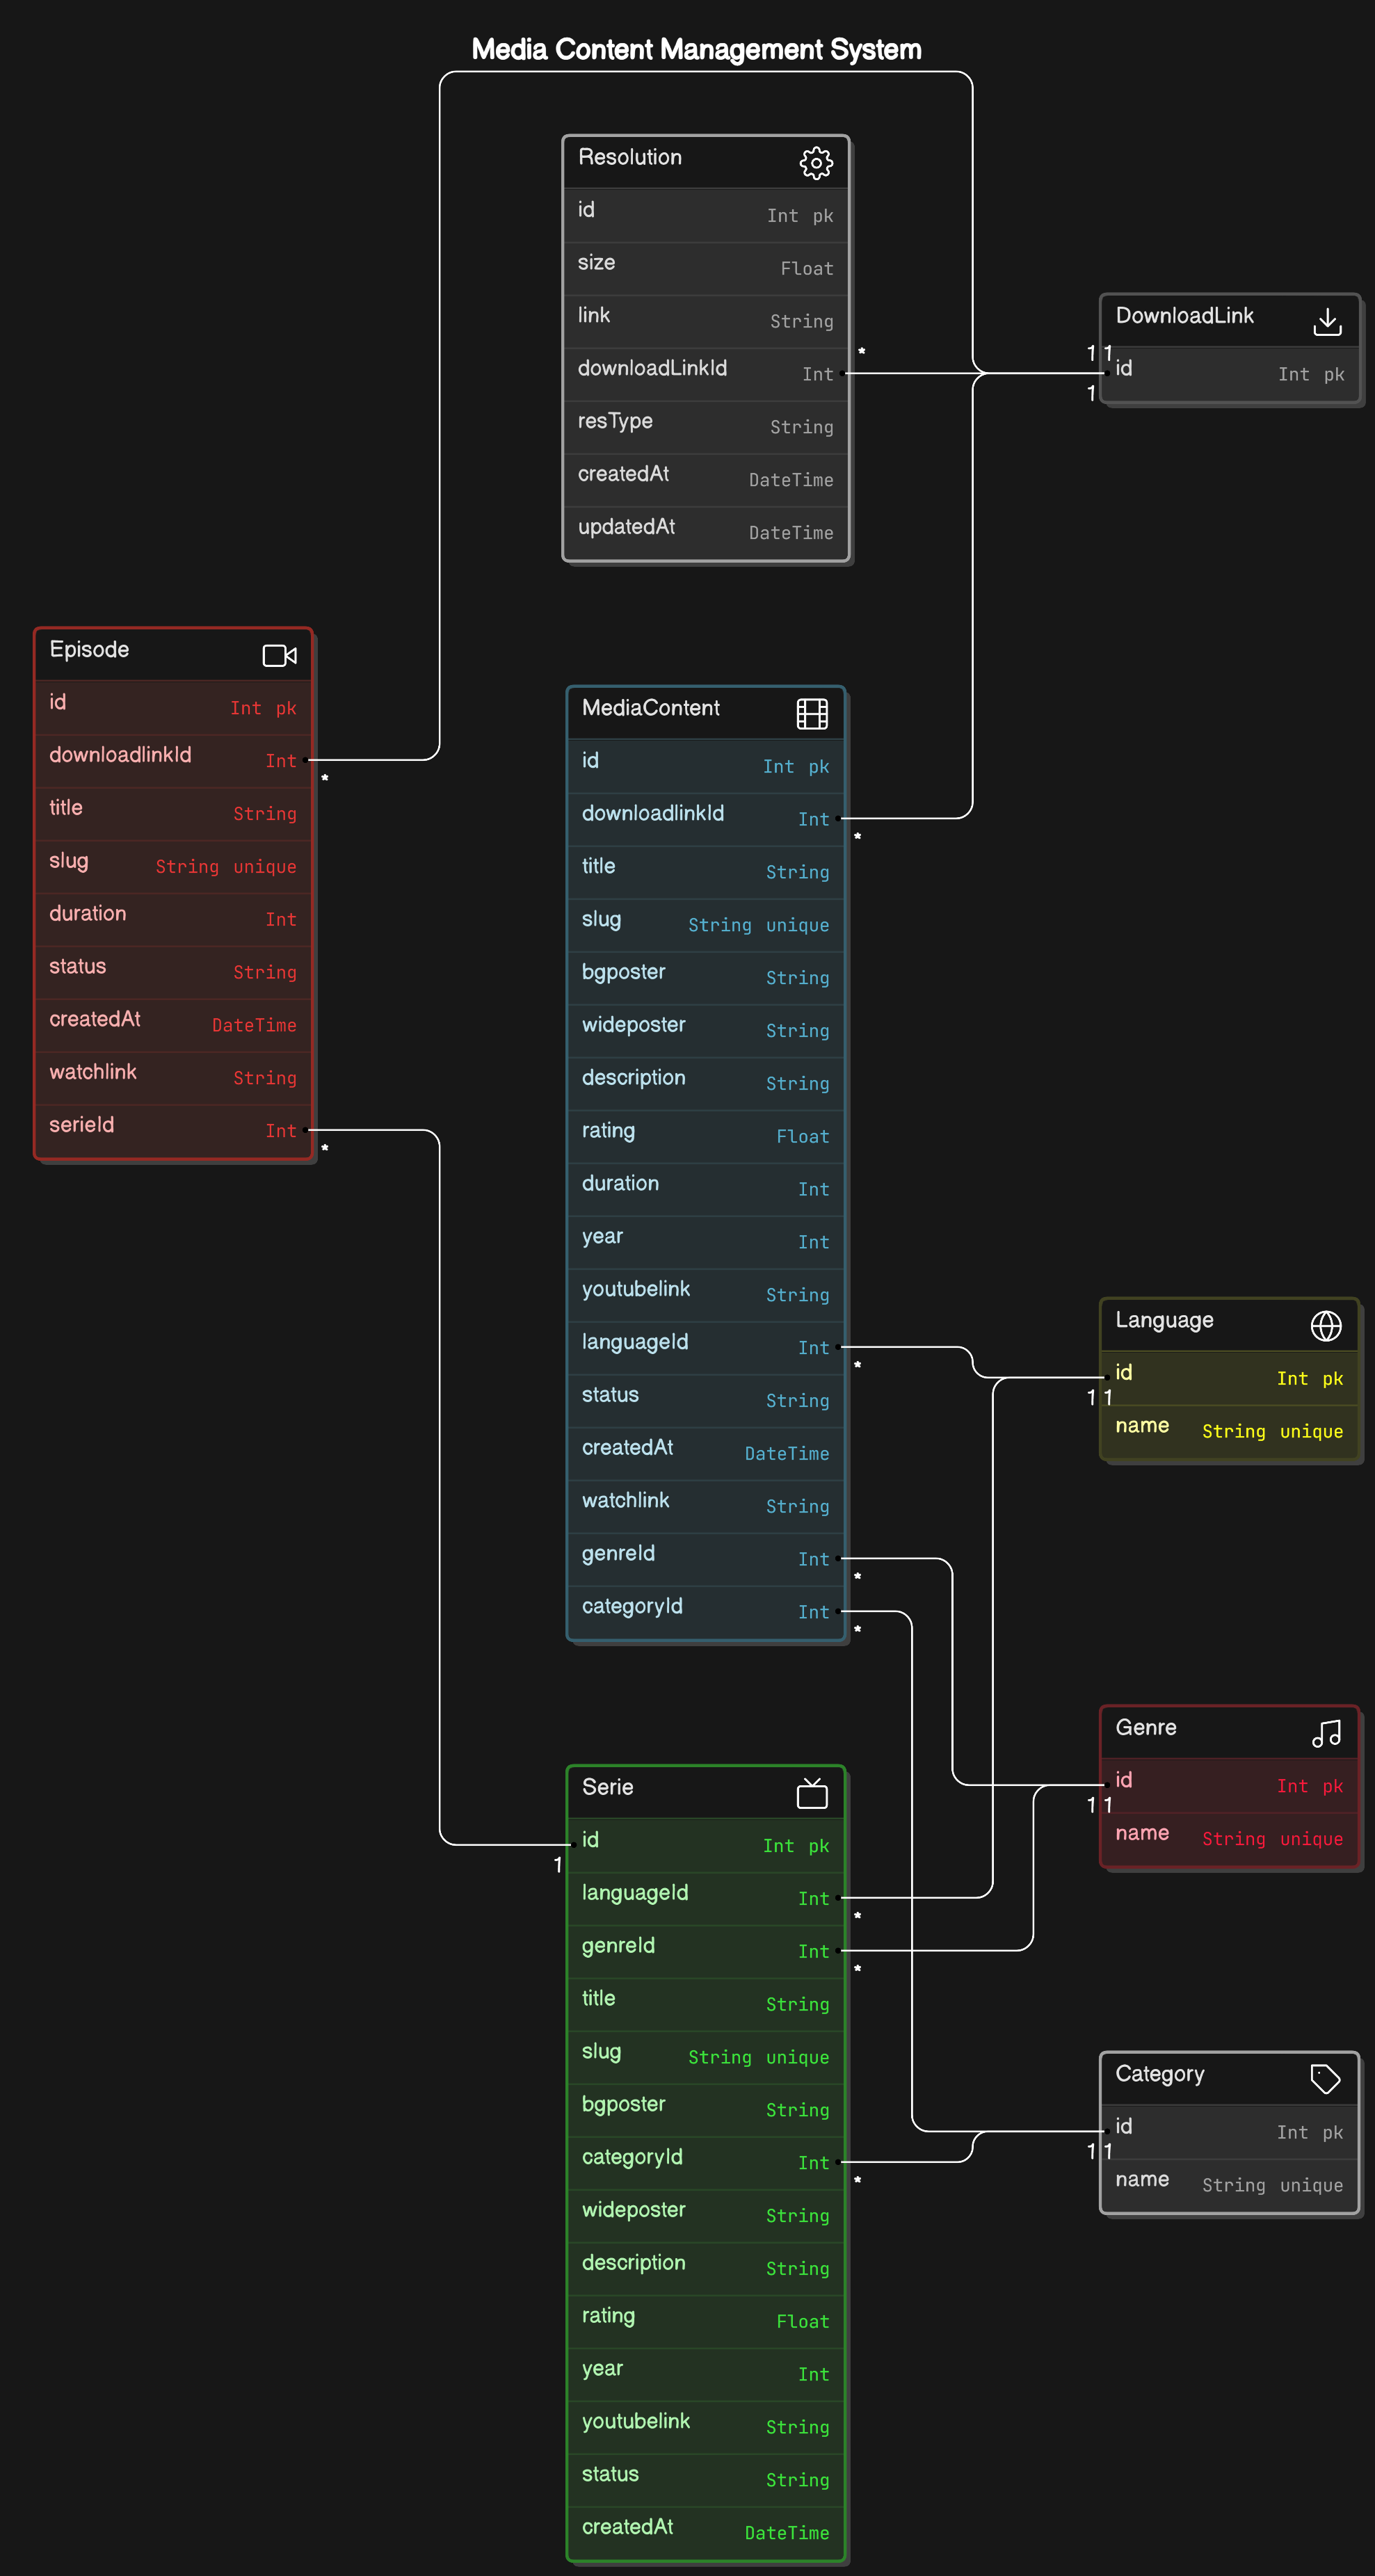 Media Content Management System
Resolution
id Int pk
size Float
link String
downloadLinkId Int
*
resType String
createdAt DateTime
updatedAt DateTime
DownloadLink
1 1
id Int pk
1
Episode
id Int pk
downloadlinkId Int
*
title String
slug String unique
duration Int
status String
createdAt DateTime
watchlink String
serieId Int
*
MediaContent
id Int pk
downloadlinkId Int
*
title String
slug String unique
bgposter String
wideposter String
description String
rating Float
duration Int
year Int
youtubelink String
languageId Int
*
status String
createdAt DateTime
watchlink String
genreId Int
*
categoryId Int
*
Language
id Int pk
1 1
name String unique
Genre
id Int pk
1 1
name String unique
Serie
id Int pk
1
languageId Int
*
genreId Int
*
title String
slug String unique
bgposter String
categoryId Int
*
wideposter String
description String
rating Float
year Int
youtubelink String
status String
createdAt DateTime
Category
id Int pk
1 1
name String unique